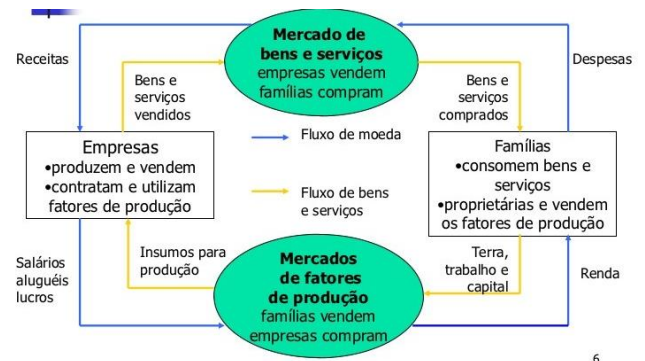 Mercado de
bens e serviços
empresas vendem
famílias compram
Receitas
Despesas
Bens e
serviços
vendidos
Bens e
serviços
comprados
Fluxo de moeda
Empresas
•produzem e vendem
•contratam e utilizam
fatores de produção
Famílias
•consomem bens e
serviços
•proprietárias e vendem
os fatores de produção
Fluxo de bens
e serviços
Salários
aluguéis
lucros
Insumos para
produção
Mercados
de fatores
de produção
famílias vendem
empresas compram
Terra,
trabalho e
capital
Renda
6